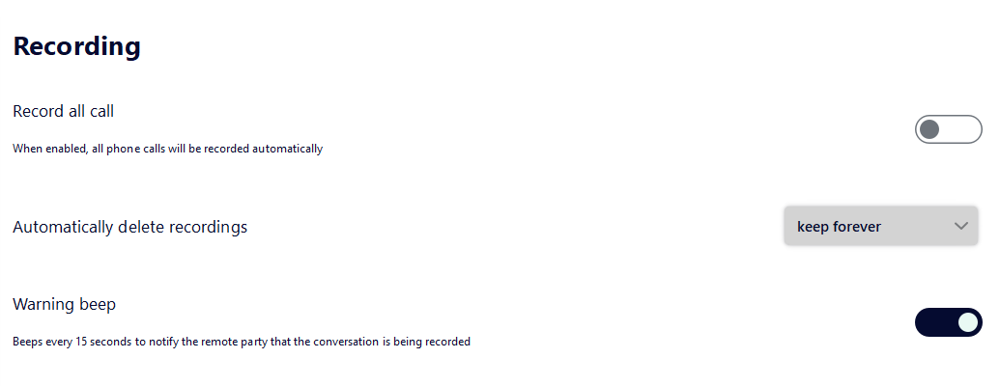 Recording
Record all call
When enabled, all phone calls will be recorded automatically
Automatically delete recordings
keep forever
Warning beep
Beeps every 15 seconds to notify the remote party that the conversation is being recorded